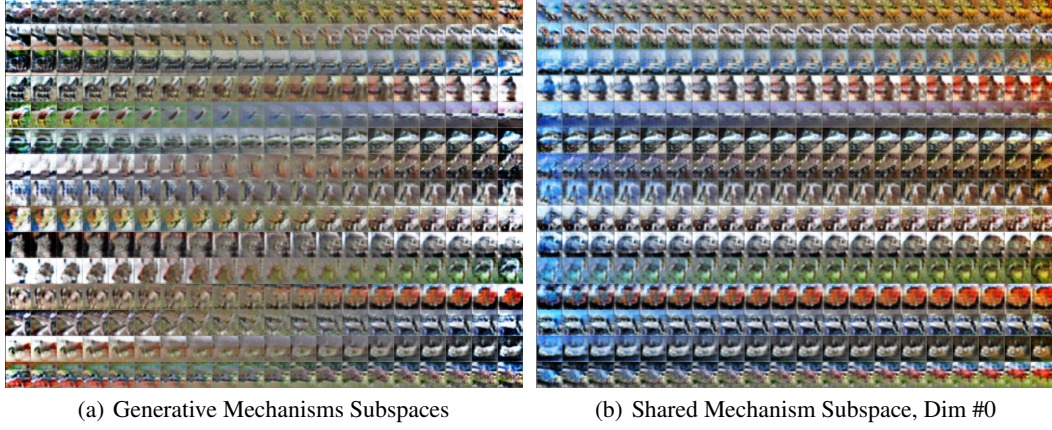 (a) Generative Mechanisms Subspaces
(b) Shared Mechanism Subspace, Dim #0